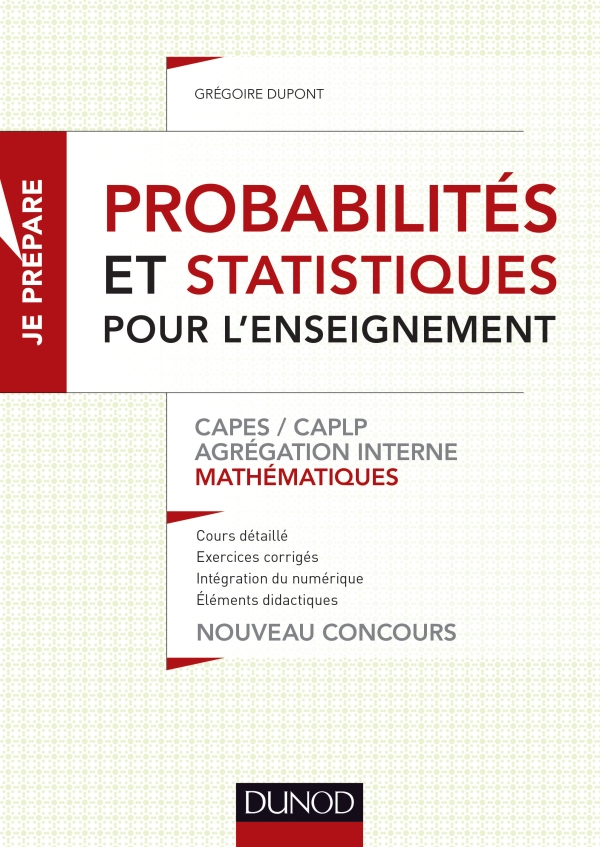 GRÉGOIRE DUPONT
JE PRÉPARE
PROBABILITÉS
ET STATISTIQUES
POUR L'ENSEIGNEMENT
CAPES / CAPLP
AGRÉGATION INTERNE
MATHÉMATIQUES
Cours détaillé
Exercices corrigés
Intégration du numérique
Éléments didactiques
NOUVEAU CONCOURS
DUNOD